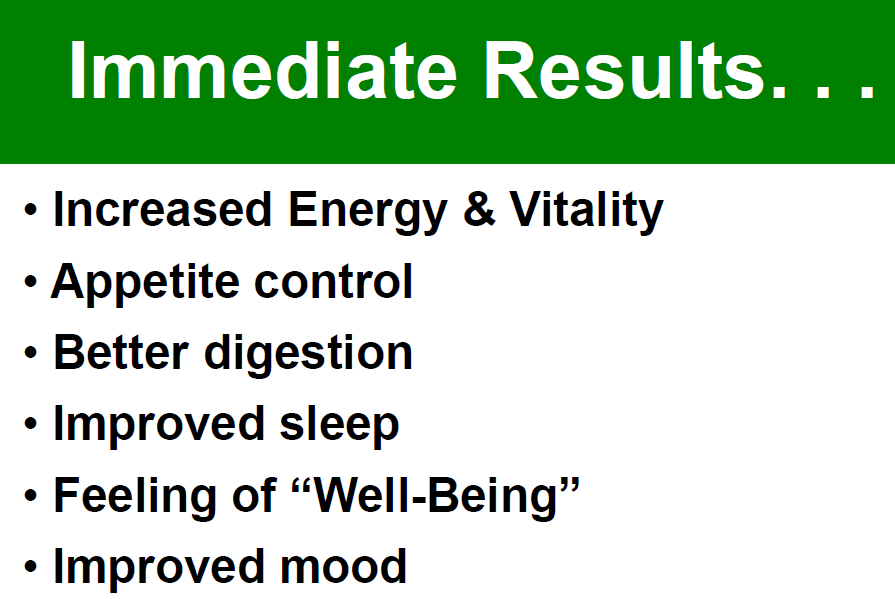 Immediate Results. . .
• Increased Energy & Vitality
• Appetite control
• Better digestion
• Improved sleep
• Feeling of “Well-Being”
• Improved mood